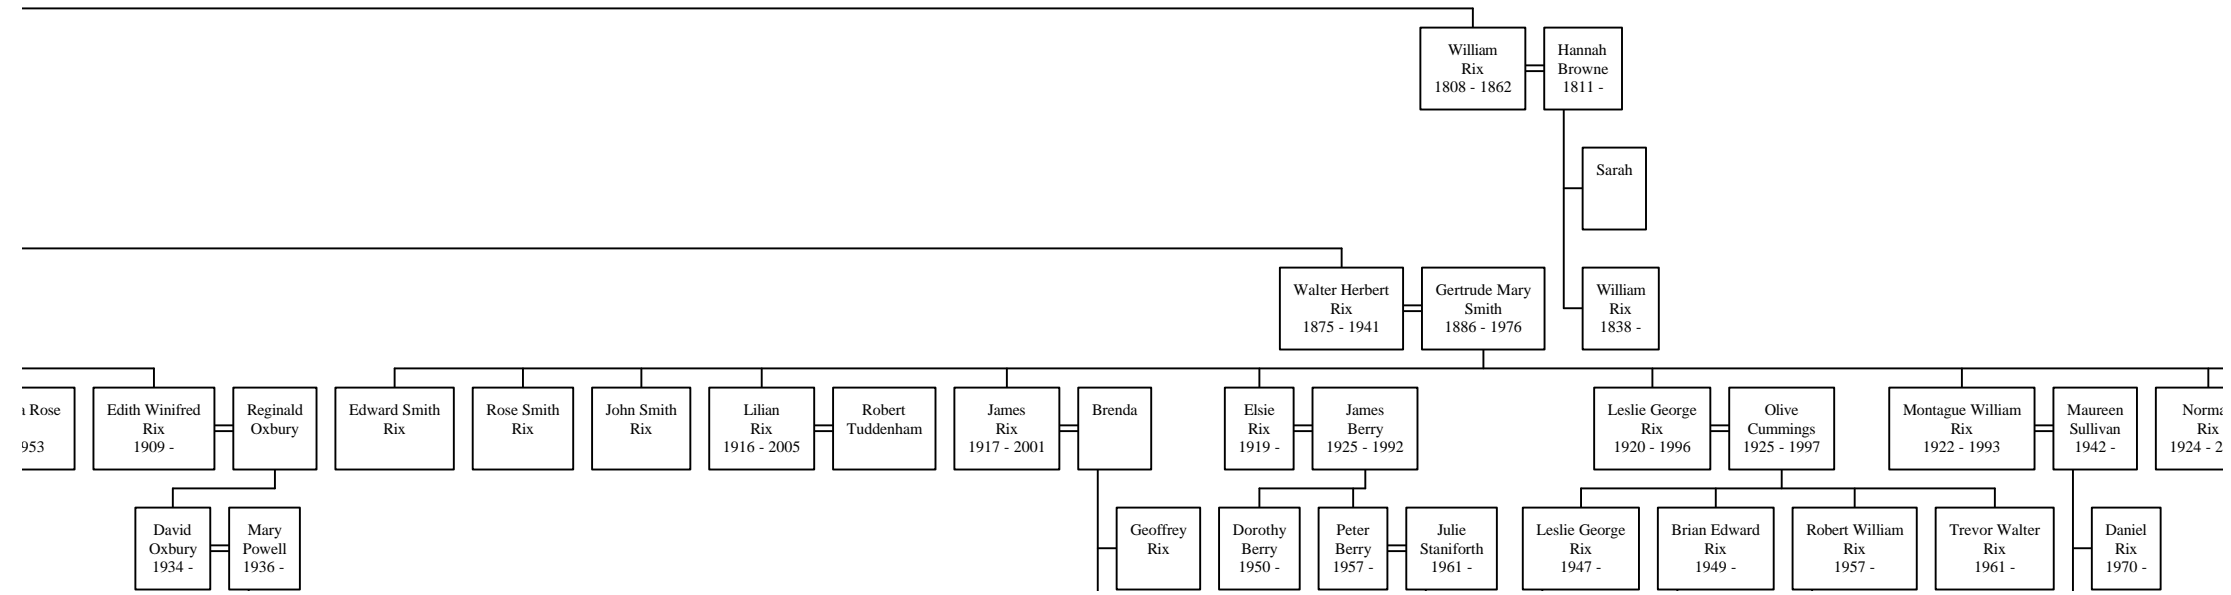 William
Rix
1808 - 1862
Hannah
Browne
1811 -
Sarah
Walter Herbert
Rix
1875 - 1941
Gertrude Mary
Smith
1886 - 1976
William
Rix
1838 -
a Rose
953
Edith Winifred
Rix
1909 -
Reginald
Oxbury
Edward Smith
Rix
Rose Smith
Rix
John Smith
Rix
Lilian
Rix
1916 - 2005
Robert
Tuddenham
James
Rix
1917 - 2001
Brenda
Elsie
Rix
1919 -
James
Berry
1925 - 1992
Leslie George
Rix
1920 - 1996
Olive
Cummings
1925 - 1997
Montague William
Rix
1922 - 1993
Maureen
Sullivan
1942 -
Norma
Rix
1924 - 2
David
Oxbury
1934 -
Mary
Powell
1936 -
Geoffrey
Rix
Dorothy
Berry
1950 -
Peter
Berry
1957 -
Julie
Staniforth
1961 -
Leslie George
Rix
1947 -
Brian Edward
Rix
1949 -
Robert William
Rix
1957 -
Trevor Walter
Rix
1961 -
Daniel
Rix
1970 -